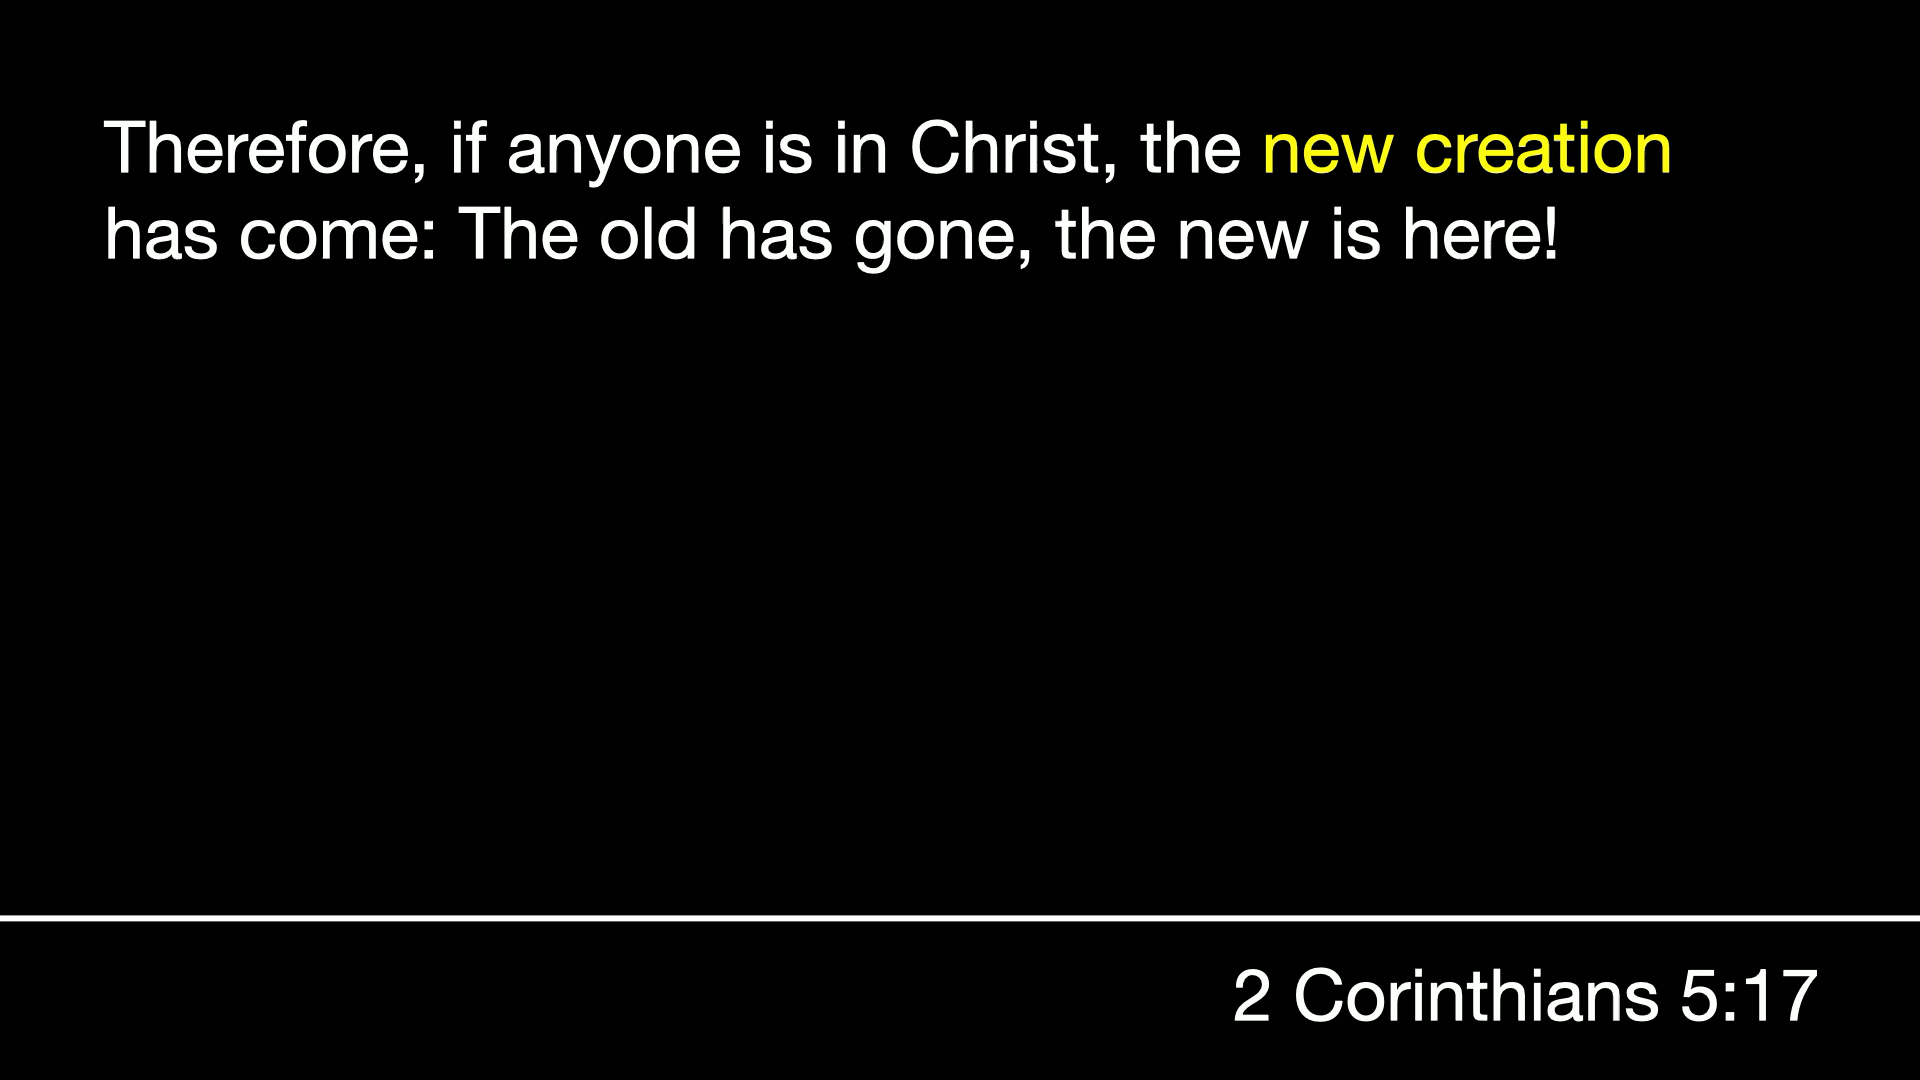 Therefore, if anyone is in Christ, the new creation
has come: The old has gone, the new is here!
2 Corinthians 5:17